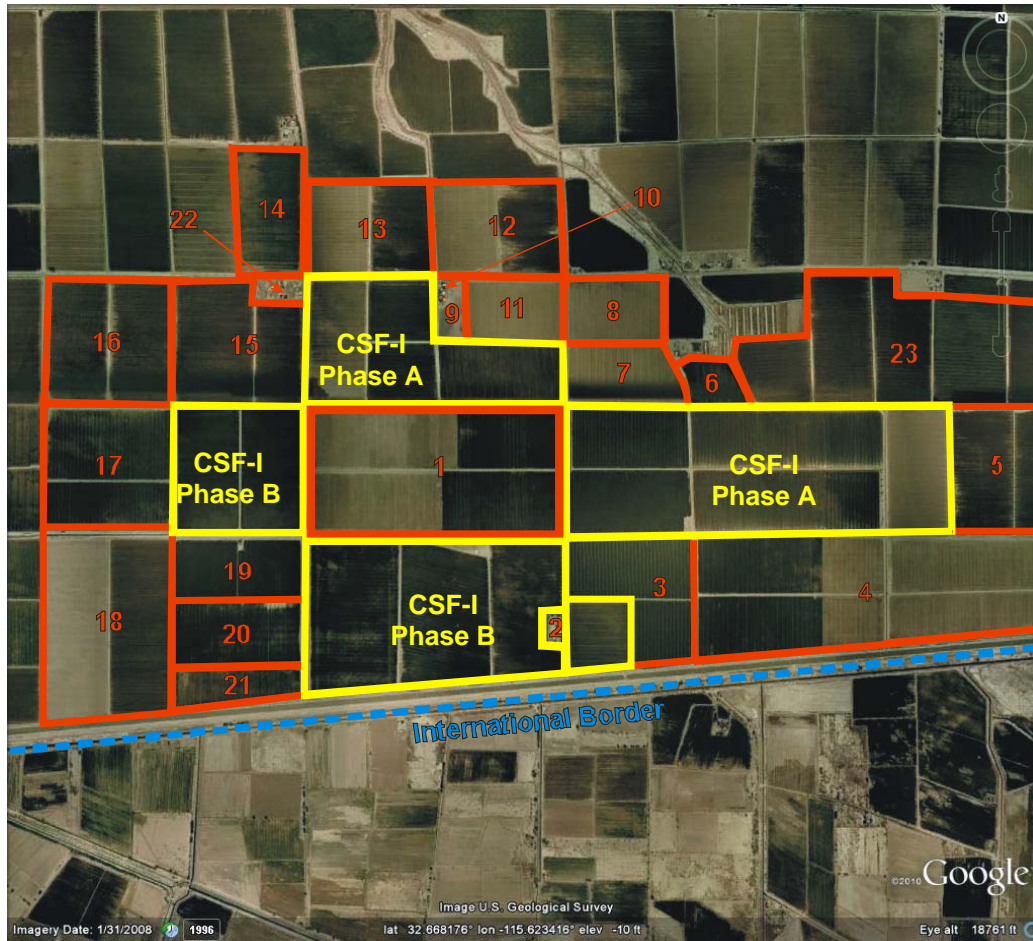 N
10
14
22
13
12
9
11
8
16
15
CSF-I
Phase A
7
6
23
17
CSF-I
Phase B
1
CSF-I
Phase A
5
19
18
20
21
CSF-I
Phase B
2
3
4
International Border
©2010 Google
Image U.S. Geological Survey
Imagery Date: 1/31/2008 1996 lat 32.668176° lon -115.623416° elev -10 ft Eye alt 18761 ft